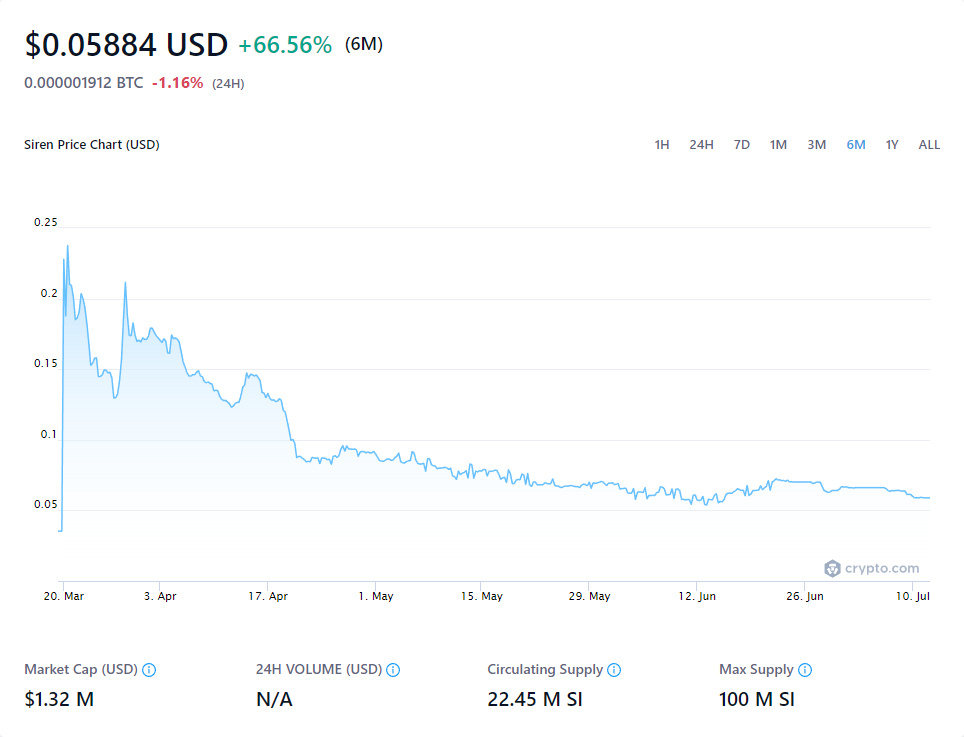 $0.05884 USD +66.56% (6M)
0.000001912 BTC -1.16% (24H)
Siren Price Chart (USD) 1H 24H 7D 1M 3M 6M 1Y ALL
0.25
0.2
0.15
0.1
0.05
crypto.com
20. Mar 3. Apr 17. Apr 1. May 15. May 29. May 12. Jun 26. Jun 10. Jul
Market Cap (USD) 24H VOLUME (USD) Circulating Supply Max Supply
$1.32 M N/A 22.45 M SI 100 M SI